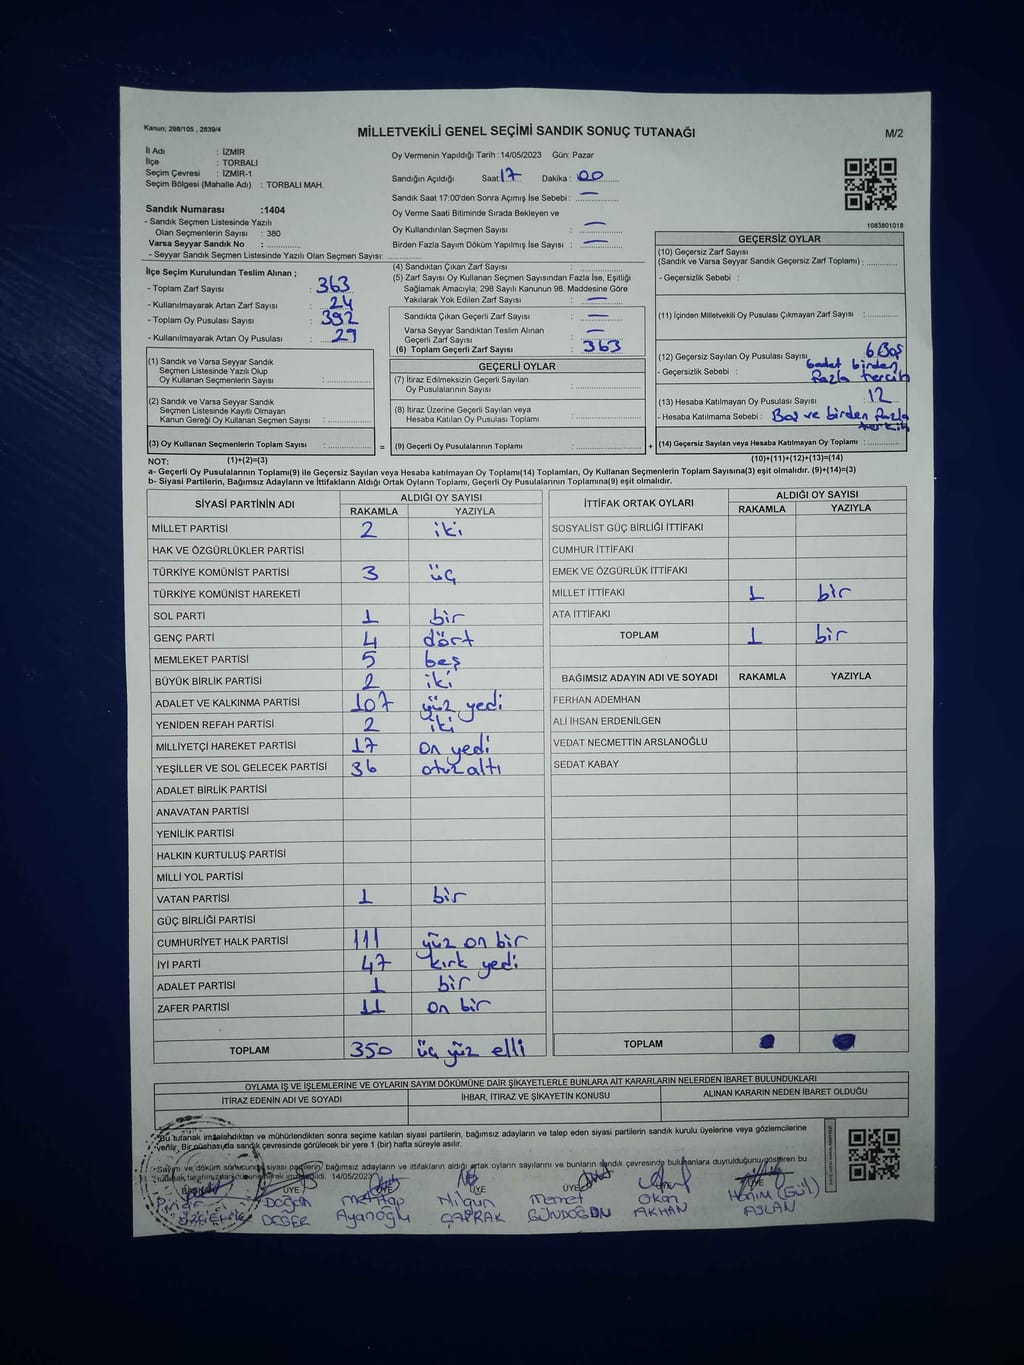 Kanun; 298/105 , 2839/4
MİLLETVEKİLİ GENEL SEÇİMİ SANDIK SONUÇ TUTANAĞI
M/2
İl Adı : İZMİR
İlçe : TORBALI
Seçim Çevresi : İZMİR-1
Seçim Bölgesi (Mahalle Adı) : TORBALI MAH.
Oy Vermenin Yapıldığı Tarih : 14/05/2023 Gün: Pazar
Sandığın Açıldığı Saat: 17 Dakika : 00
Sandık Saat 17:00'den Sonra Açımış İse Sebebi : —
Oy Verme Saati Bitiminde Sırada Bekleyen ve
Oy Kullandırılan Seçmen Sayısı : —
Birden Fazla Sayım Döküm Yapılmış İse Sayısı : —
1083801018
Sandık Numarası :1404
- Sandık Seçmen Listesinde Yazılı
Olan Seçmenlerin Sayısı : 380
Varsa Seyyar Sandık No : ..............
- Seyyar Sandık Seçmen Listesinde Yazılı Olan Seçmen Sayısı: ..............
İlçe Seçim Kurulundan Teslim Alınan ;
- Toplam Zarf Sayısı : 363
- Kullanılmayarak Artan Zarf Sayısı : 24
- Toplam Oy Pusulası Sayısı : 392
- Kullanılmayarak Artan Oy Pusulası : 29
(1) Sandık ve Varsa Seyyar Sandık
Seçmen Listesinde Yazılı Olup
Oy Kullanan Seçmenlerin Sayısı : ..............
(2) Sandık ve Varsa Seyyar Sandık
Seçmen Listesinde Kayıtlı Olmayan
Kanun Gereği Oy Kullanan Seçmen Sayısı : ..............
(3) Oy Kullanan Seçmenlerin Toplam Sayısı : ..............
(4) Sandıktan Çıkan Zarf Sayısı : ..............
(5) Zarf Sayısı Oy Kullanan Seçmen Sayısından Fazla İse, Eşitliği
Sağlamak Amacıyla; 298 Sayılı Kanunun 98. Maddesine Göre
Yakılarak Yok Edilen Zarf Sayısı : —
Sandıkta Çıkan Geçerli Zarf Sayısı : —
Varsa Seyyar Sandıktan Teslim Alınan
Geçerli Zarf Sayısı : —
(6) Toplam Geçerli Zarf Sayısı : 363
GEÇERLİ OYLAR
(7) İtiraz Edilmeksizin Geçerli Sayılan
Oy Pusulalarının Sayısı : ..............
(8) İtiraz Üzerine Geçerli Sayılan veya
Hesaba Katılan Oy Pusulası Toplamı : ..............
= (9) Geçerli Oy Pusulalarının Toplamı : ..............
GEÇERSİZ OYLAR
(10) Geçersiz Zarf Sayısı
(Sandık ve Varsa Seyyar Sandık Geçersiz Zarf Toplamı) : ..............
- Geçersizlik Sebebi :
(11) İçinden Milletvekili Oy Pusulası Çıkmayan Zarf Sayısı : ..............
(12) Geçersiz Sayılan Oy Pusulası Sayısı 6 Boş
- Geçersizlik Sebebi : 6adet birden
fazla tercih
(13) Hesaba Katılmayan Oy Pusulası Sayısı : 12
- Hesaba Katılmama Sebebi : Boş ve birden fazla
tercih
+ (14) Geçersiz Sayılan veya Hesaba Katılmayan Oy Toplamı : ..............
NOT: (1)+(2)=(3)
(10)+(11)+(12)+(13)=(14)
a- Geçerli Oy Pusulalarının Toplamı(9) ile Geçersiz Sayılan veya Hesaba katılmayan Oy Toplamı(14) Toplamları, Oy Kullanan Seçmenlerin Toplam Sayısına(3) eşit olmalıdır. (9)+(14)=(3)
b- Siyasi Partilerin, Bağımsız Adayların ve İttifakların Aldığı Ortak Oyların Toplamı, Geçerli Oy Pusulalarının Toplamına(9) eşit olmalıdır.
SİYASİ PARTİNİN ADI ALDIĞI OY SAYISI
RAKAMLA YAZIYLA
MİLLET PARTİSİ 2 iki
HAK VE ÖZGÜRLÜKLER PARTİSİ
TÜRKİYE KOMÜNİST PARTİSİ 3 üç
TÜRKİYE KOMÜNİST HAREKETİ
SOL PARTİ 1 bir
GENÇ PARTİ 4 dört
MEMLEKET PARTİSİ 5 beş
BÜYÜK BİRLİK PARTİSİ 2 iki
ADALET VE KALKINMA PARTİSİ 107 yüz yedi
YENİDEN REFAH PARTİSİ 2 iki
MİLLİYETÇİ HAREKET PARTİSİ 17 on yedi
YEŞİLLER VE SOL GELECEK PARTİSİ 36 otuz altı
ADALET BİRLİK PARTİSİ
ANAVATAN PARTİSİ
YENİLİK PARTİSİ
HALKIN KURTULUŞ PARTİSİ
MİLLİ YOL PARTİSİ
VATAN PARTİSİ 1 bir
GÜÇ BİRLİĞİ PARTİSİ
CUMHURİYET HALK PARTİSİ 111 yüz on bir
İYİ PARTİ 47 kırk yedi
ADALET PARTİSİ 1 bir
ZAFER PARTİSİ 11 on bir
TOPLAM 350 üç yüz elli
İTTİFAK ORTAK OYLARI ALDIĞI OY SAYISI
RAKAMLA YAZIYLA
SOSYALİST GÜÇ BİRLİĞİ İTTİFAKI
CUMHUR İTTİFAKI
EMEK VE ÖZGÜRLÜK İTTİFAKI
MİLLET İTTİFAKI 1 bir
ATA İTTİFAKI
TOPLAM 1 bir
BAĞIMSIZ ADAYIN ADI VE SOYADI RAKAMLA YAZIYLA
FERHAN ADEMHAN
ALİ İHSAN ERDENİLGEN
VEDAT NECMETTİN ARSLANOĞLU
SEDAT KABAY
TOPLAM
OYLAMA İŞ VE İŞLEMLERİNE VE OYLARIN SAYIM DÖKÜMÜNE DAİR ŞİKAYETLERLE BUNLARA AİT KARARLARIN NELERDEN İBARET BULUNDUKLARI
İTİRAZ EDENİN ADI VE SOYADI İHBAR, İTİRAZ VE ŞİKAYETİN KONUSU ALINAN KARARIN NEDEN İBARET OLDUĞU
Bu tutanak imzalandıktan ve mühürlendikten sonra seçime katılan siyasi partilerin, bağımsız adayların ve talep eden siyasi partilerin sandık kurulu üyelerine veya gözlemcilerine
verilir. Bir nüshası da sandık çevresinde görülecek bir yere 1 (bir) hafta süreyle asılır.
Sayım ve döküm sonucunda siyasi partilerin, bağımsız adayların ve ittifakların aldığı ortak oyların sayılarını ve bunların sandık çevresinde bulunanlara duyurulduğunu gösteren bu
14/05/2023
ÜYE ÜYE ÜYE ÜYE ÜYE
Doğan Nilgün Memet Okan Hanım (Gül)
DEĞER Ayanoğlu ÇAPRAK GÜNDOĞDU AKHAN ASLAN